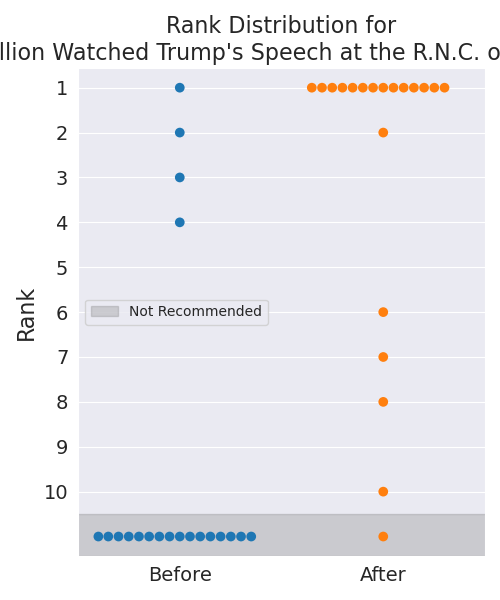 Rank Distribution for
llion Watched Trump's Speech at the R.N.C. o
1
2
3
4
5
6
7
8
9
10
Rank
Not Recommended
Before After